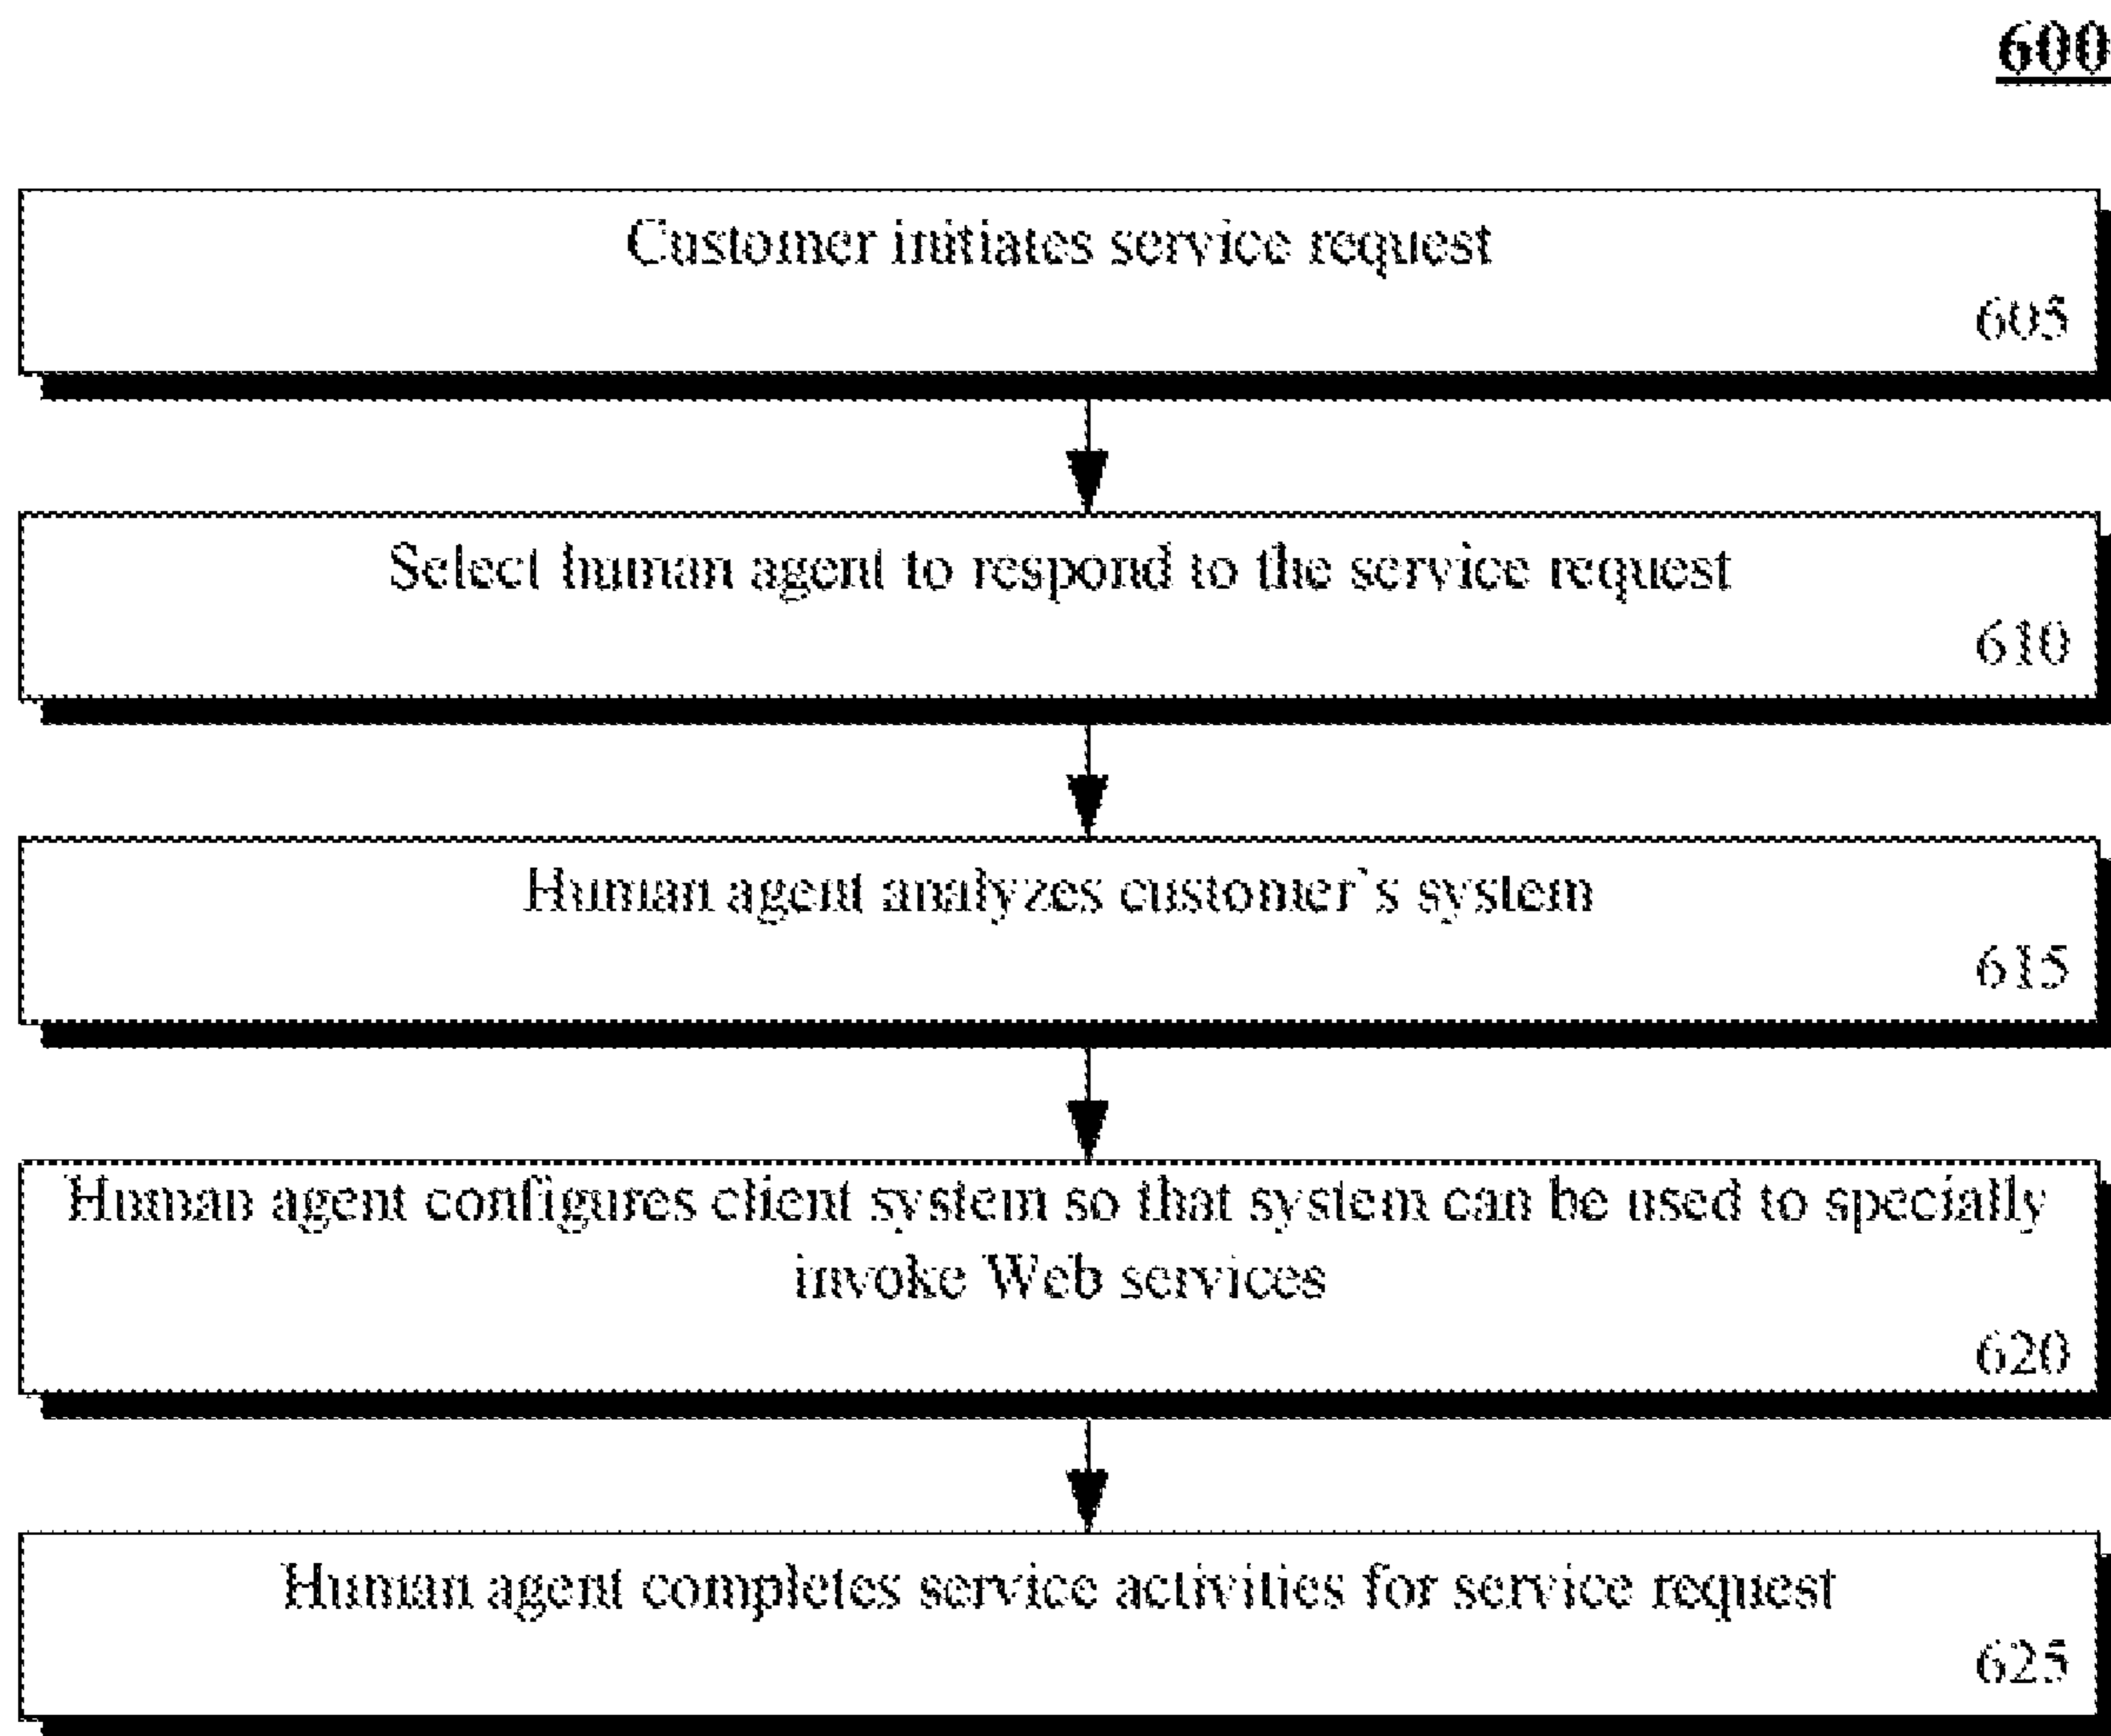 600
Customer initiates service request
605
Select human agent to respond to the service request
610
Human agent analyzes customer's system
615
Human agent configures client system so that system can be used to specially
invoke Web services
620
Human agent completes service activities for service request
625